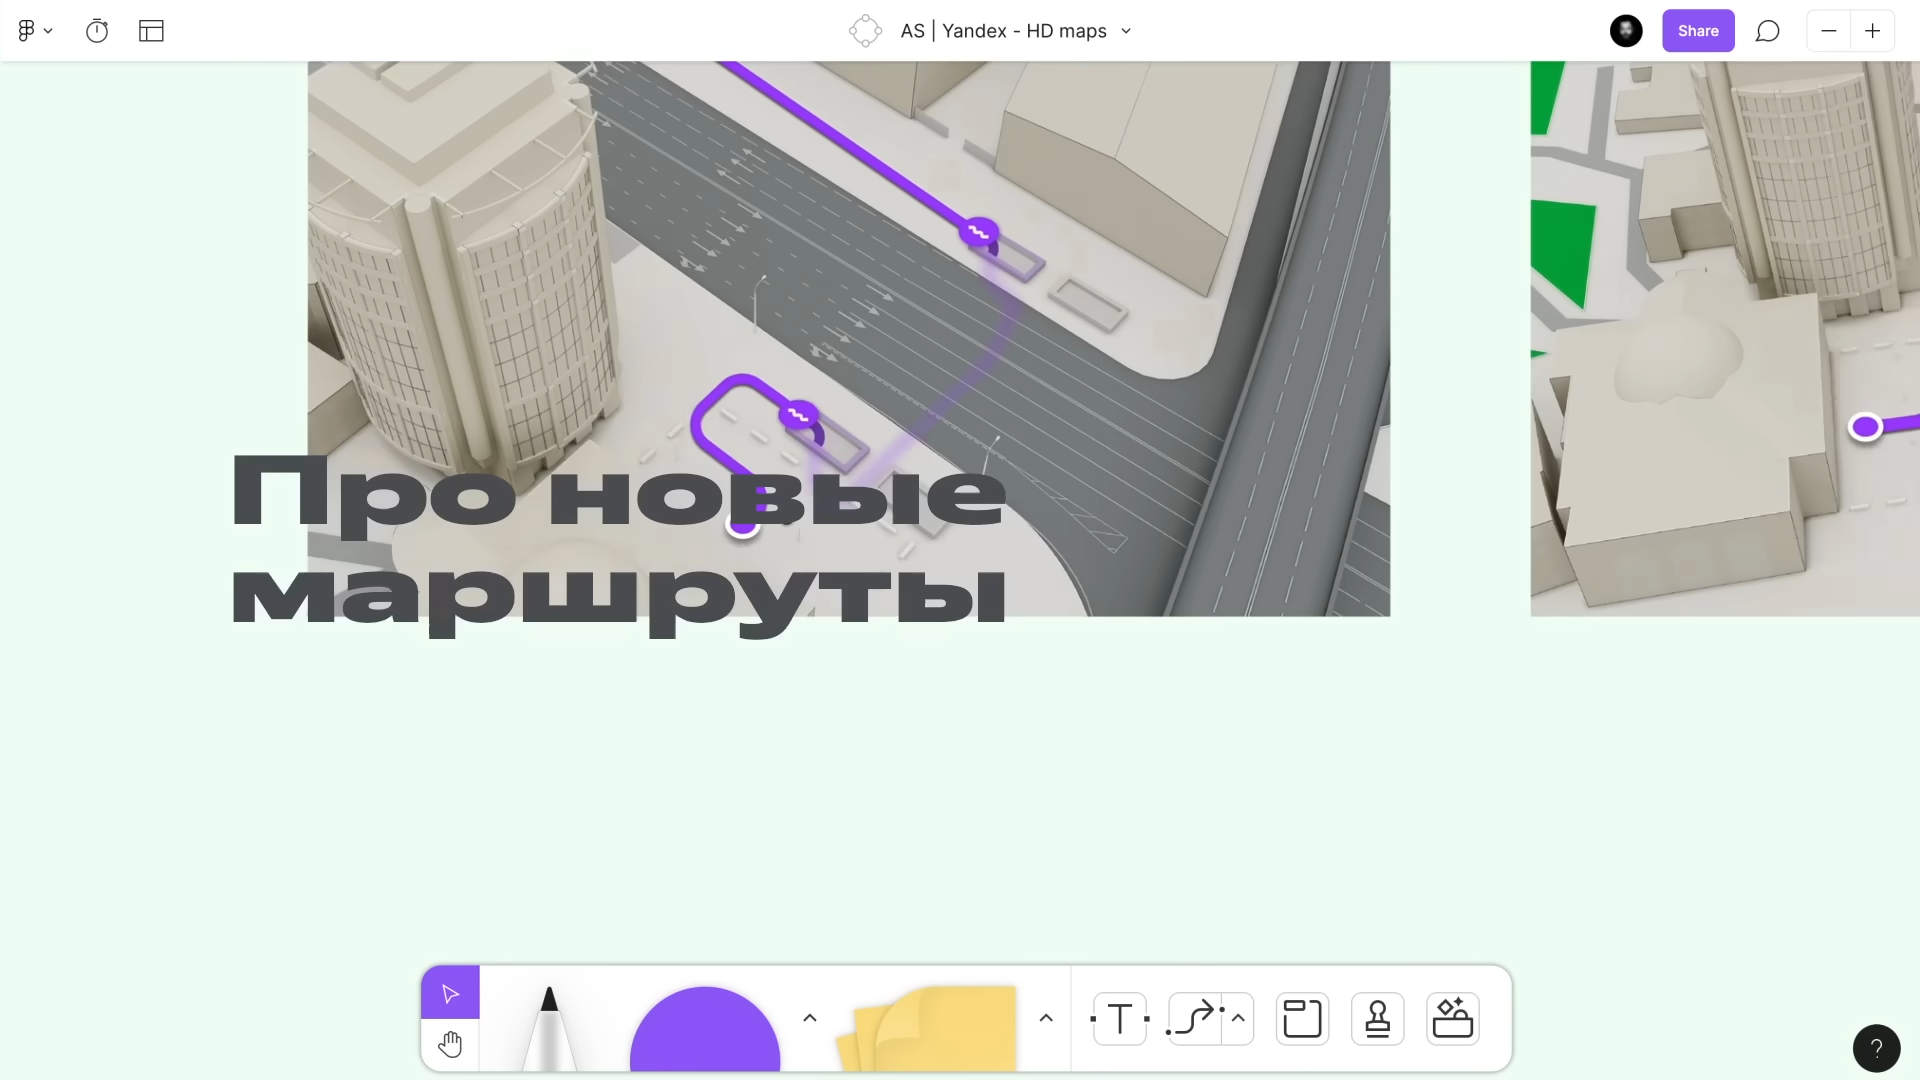 AS | Yandex - HD maps
Share
Про новые
маршруты
T
?